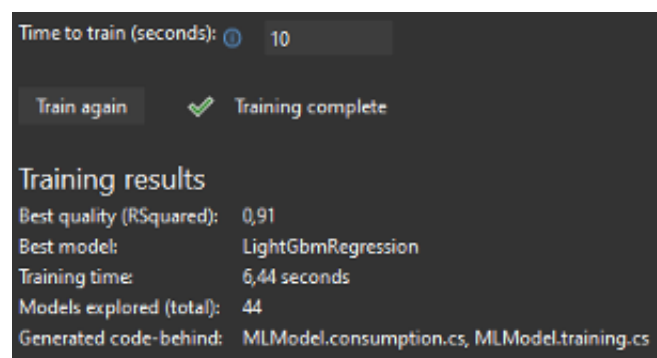 Time to train (seconds): 10
Train again Training complete
Training results
Best quality (RSquared): 0,91
Best model: LightGbmRegression
Training time: 6,44 seconds
Models explored (total): 44
Generated code-behind: MLModel.consumption.cs, MLModel.training.cs